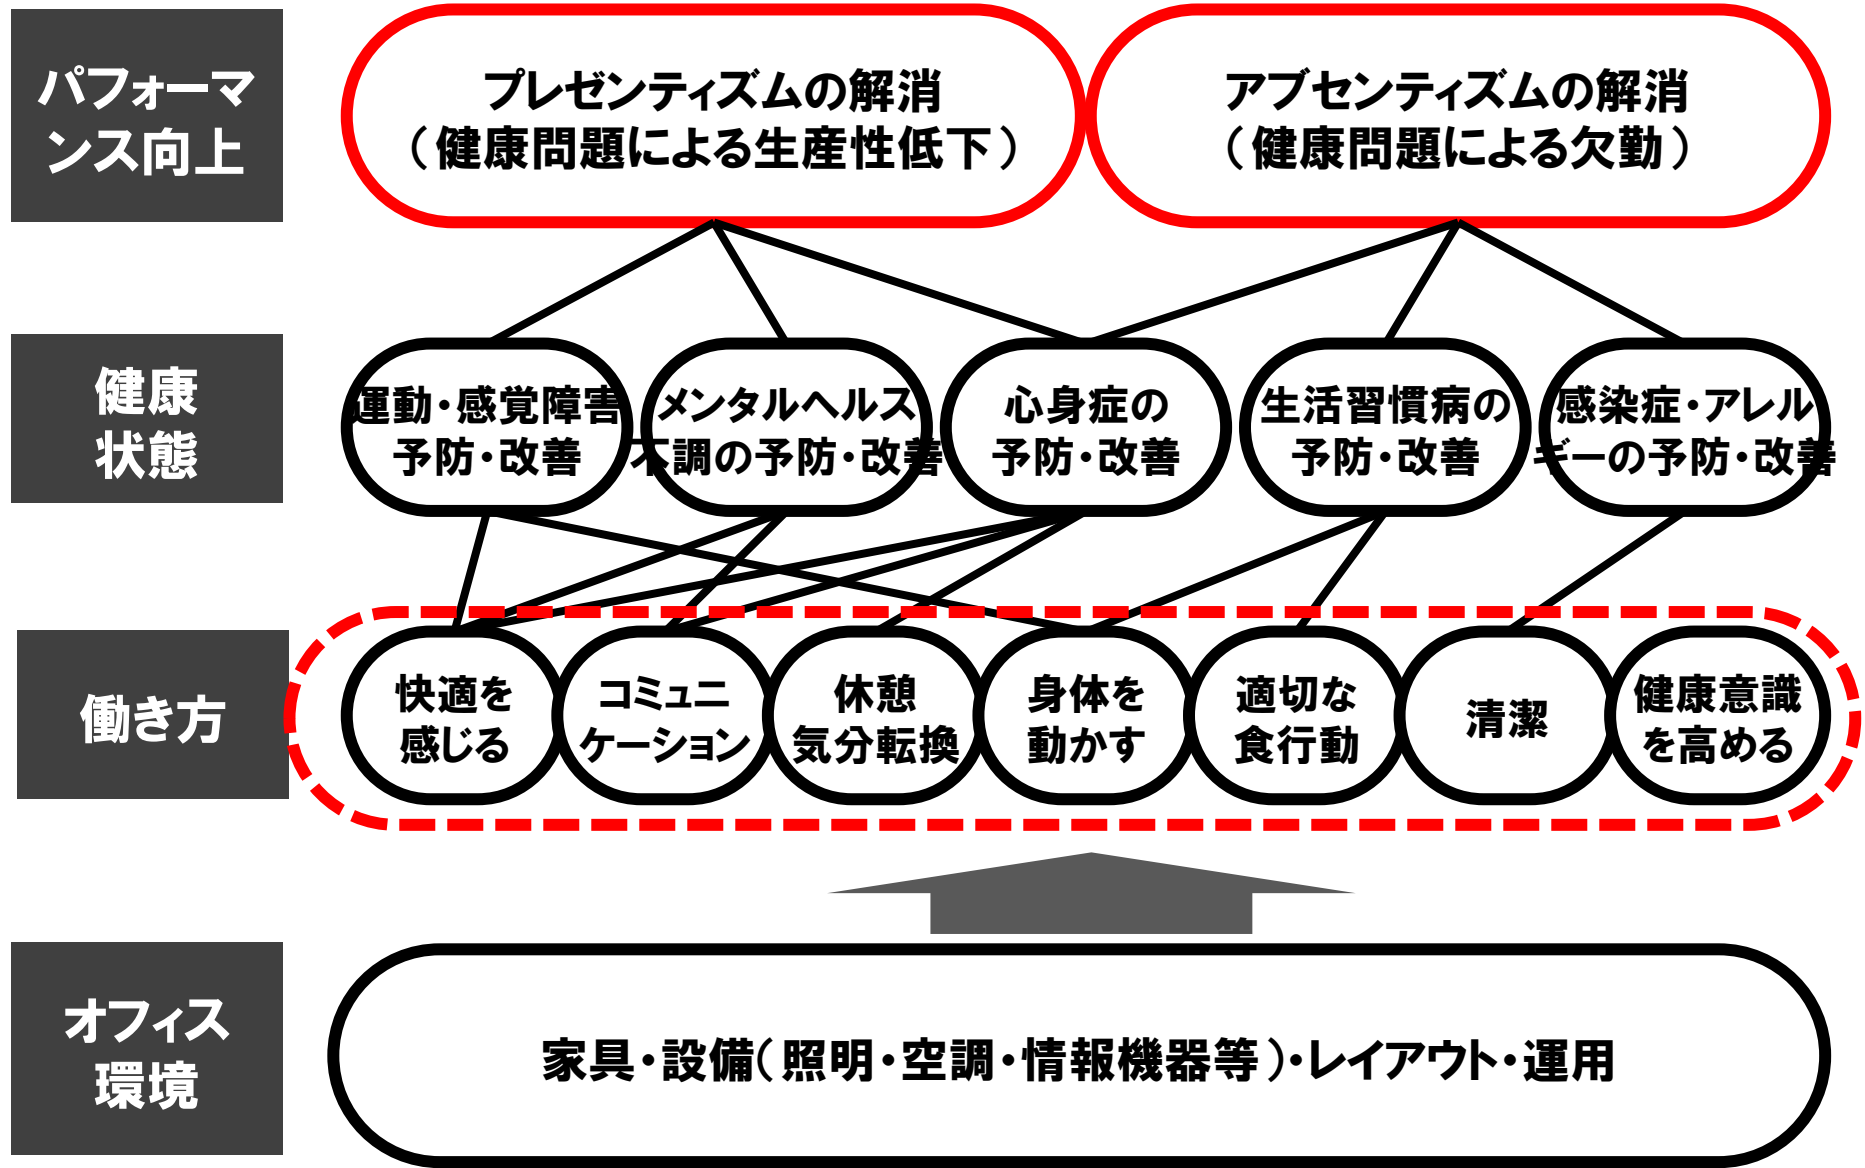 パフォーマ
ンス向上
プレゼンティズムの解消
（健康問題による生産性低下）
アブセンティズムの解消
（健康問題による欠勤）
健康
状態
運動・感覚障害
予防・改善
メンタルヘルス
不調の予防・改善
心身症の
予防・改善
生活習慣病の
予防・改善
感染症・アレル
ギーの予防・改善
働き方
快適を
感じる
コミュニ
ケーション
休憩
気分転換
身体を
動かす
適切な
食行動
清潔
健康意識
を高める
オフィス
環境
家具・設備（照明・空調・情報機器等）・レイアウト・運用